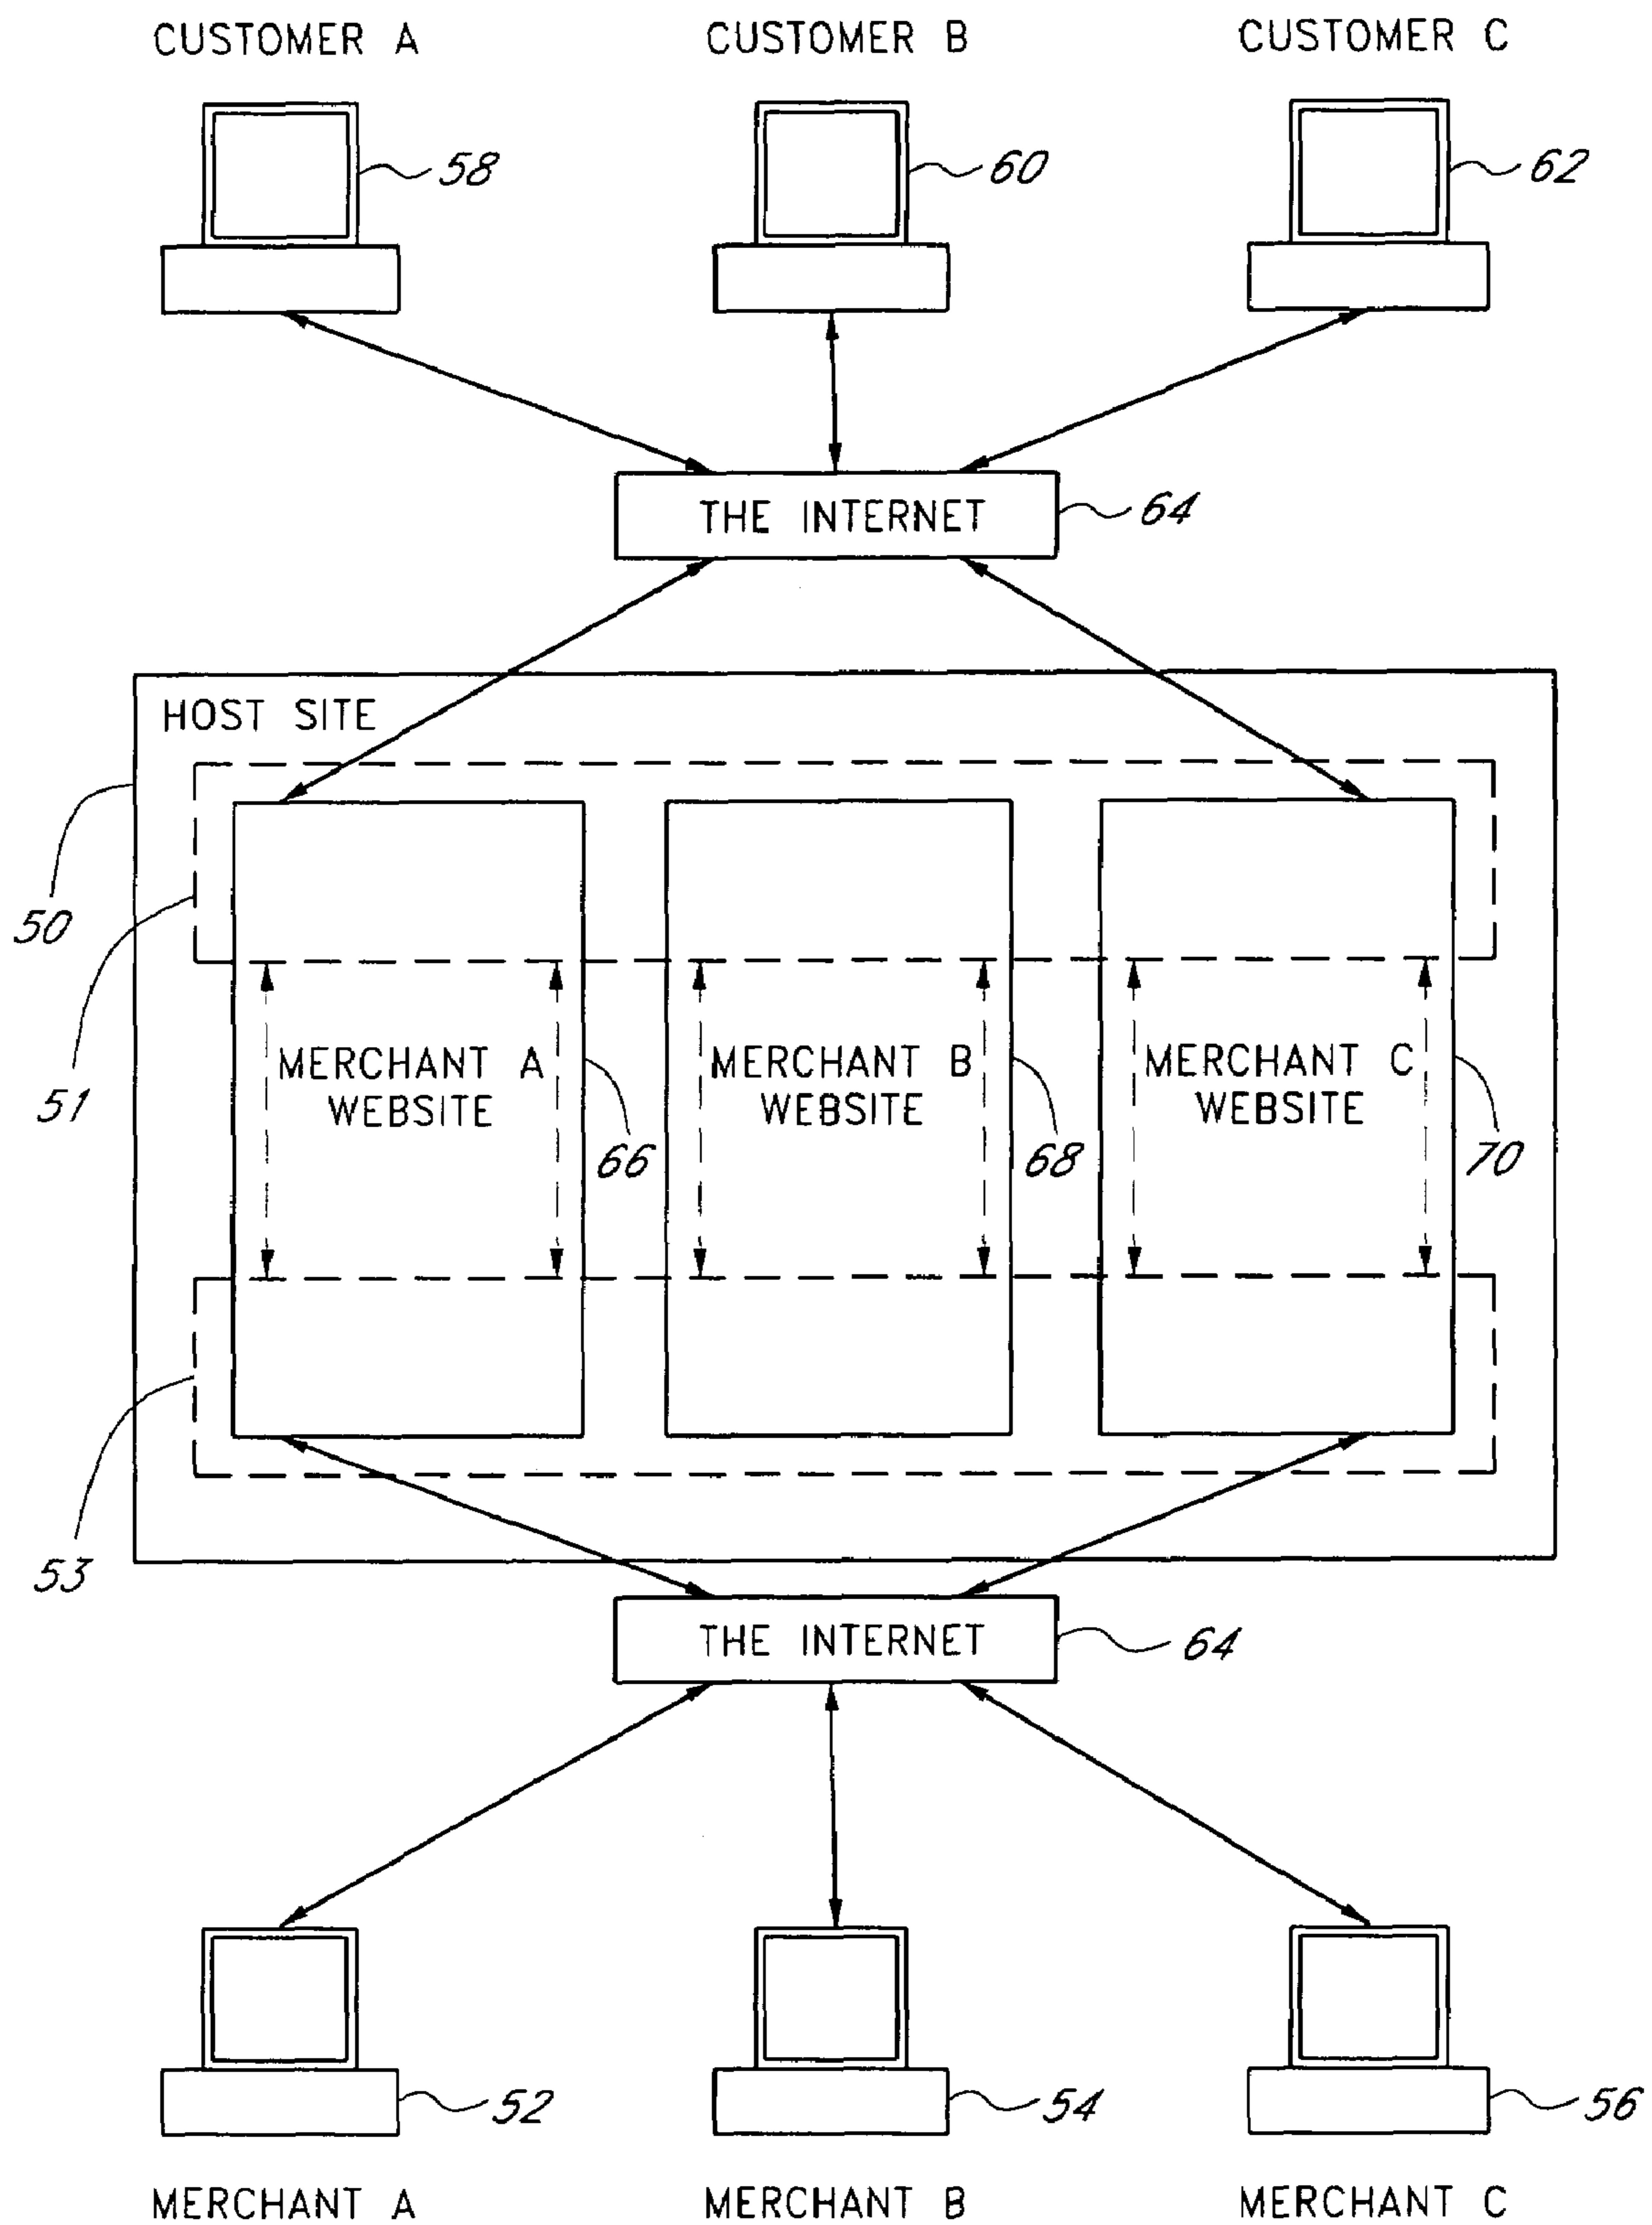 CUSTOMER A
CUSTOMER B
CUSTOMER C
58
60
62
THE INTERNET
64
HOST SITE
50
51
MERCHANT A
WEBSITE
66
MERCHANT B
WEBSITE
68
MERCHANT C
WEBSITE
70
53
THE INTERNET
64
52
54
56
MERCHANT A
MERCHANT B
MERCHANT C